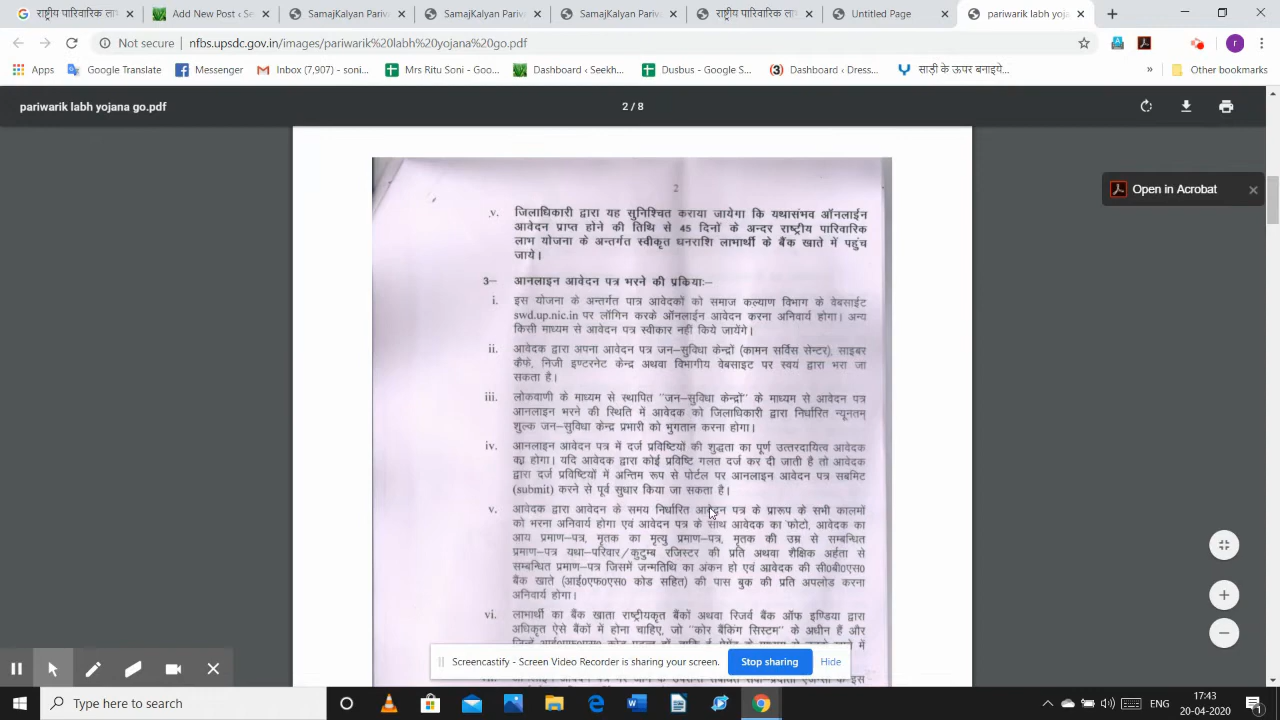 राष्ट्रीय पारिवारिक लाभ
Add New Post < Se
SamajKalyan Pariv
SamajKalyan Pariv
SamajKalyan Pariv
राष्ट्रीय पारिवारिक लाभ
Untitled Page
pariwarik labh yojana
Not secure
nfbs.upsdc.gov.in/images/pariwarik%20labh%20yojana%20go.pdf
Apps
Google Translate
Messenger
Inbox (7,907) - soni...
Mrs Ritu Soni - Goo...
Dashboard ‹ Seekh...
Dusbus - Google S...
Dashboard ‹ Dress...
साड़ी के ऊपर बनाइये...
»
Other bookmarks
pariwarik labh yojana go.pdf
2 / 8
Open in Acrobat
2
v. जिलाधिकारी द्वारा यह सुनिश्चित कराया जायेगा कि यथासंभव ऑनलाईन
आवेदन प्राप्त होने की तिथि से 45 दिनों के अन्दर राष्ट्रीय पारिवारिक
लाभ योजना के अन्तर्गत स्वीकृत धनराशि लाभार्थी के बैंक खाते में पहुंच
जाये।
3– आनलाइन आवेदन पत्र भरने की प्रकियाः–
i. इस योजना के अन्तर्गत पात्र आवेदकों को समाज कल्याण विभाग के वेबसाईट
swd.up.nic.in पर लॉगिन करके ऑनलाईन आवेदन करना अनिवार्य होगा। अन्य
किसी माध्यम से आवेदन पत्र स्वीकार नहीं किये जायेंगे।
ii. आवेदक द्वारा अपना आवेदन पत्र जन–सुविधा केन्द्रों (कामन सर्विस सेन्टर), साइबर
कैफे, निजी इण्टरनेट केन्द्र अथवा विभागीय वेबसाइट पर स्वयं द्वारा भरा जा
सकता है।
iii. लोकवाणी के माध्यम से स्थापित "जन–सुविधा केन्द्रों" के माध्यम से आवेदन पत्र
आनलाइन भरने की स्थिति में आवेदक को जिलाधिकारी द्वारा निर्धारित न्यूनतम
शुल्क जन–सुविधा केन्द्र प्रभारी को भुगतान करना होगा।
iv. आनलाइन आवेदन पत्र में दर्ज प्रविष्टियों की शुद्धता का पूर्ण उत्तरदायित्व आवेदक
का होगा। यदि आवेदक द्वारा कोई प्रविष्टि गलत दर्ज कर दी जाती है तो आवेदक
द्वारा दर्ज प्रविष्टियों में अन्तिम रूप से पोर्टल पर आनलाइन आवेदन पत्र सबमिट
(submit) करने से पूर्व सुधार किया जा सकता है।
v. आवेदक द्वारा आवेदन के समय निर्धारित आवेदन पत्र के प्रारूप के सभी कालमों
को भरना अनिवार्य होगा एवं आवेदन पत्र के साथ आवेदक का फोटो, आवेदक का
आय प्रमाण–पत्र, मृतक का मृत्यु प्रमाण–पत्र, मृतक की उम्र से सम्बन्धित
प्रमाण–पत्र यथा–परिवार/कुटुम्ब रजिस्टर की प्रति अथवा शैक्षिक अर्हता से
सम्बन्धित प्रमाण–पत्र जिसमें जन्मतिथि का अंकन हो एवं आवेदक की सी०बी०एस०
बैंक खाते (आई०एफ०एस० कोड सहित) की पास बुक की प्रति अपलोड करना
अनिवार्य होगा।
vi. लाभार्थी का बैंक खाता राष्ट्रीयकृत बैंकों अथवा रिजर्व बैंक ऑफ इण्डिया द्वारा
अधिकृत ऐसे बैंकों में होना चाहिए, जो "कोर बैंकिंग सिस्टम" के अधीन हैं और
Screencastify - Screen Video Recorder is sharing your screen.
Stop sharing
Hide
Type here to search
ENG
17:43
20-04-2020